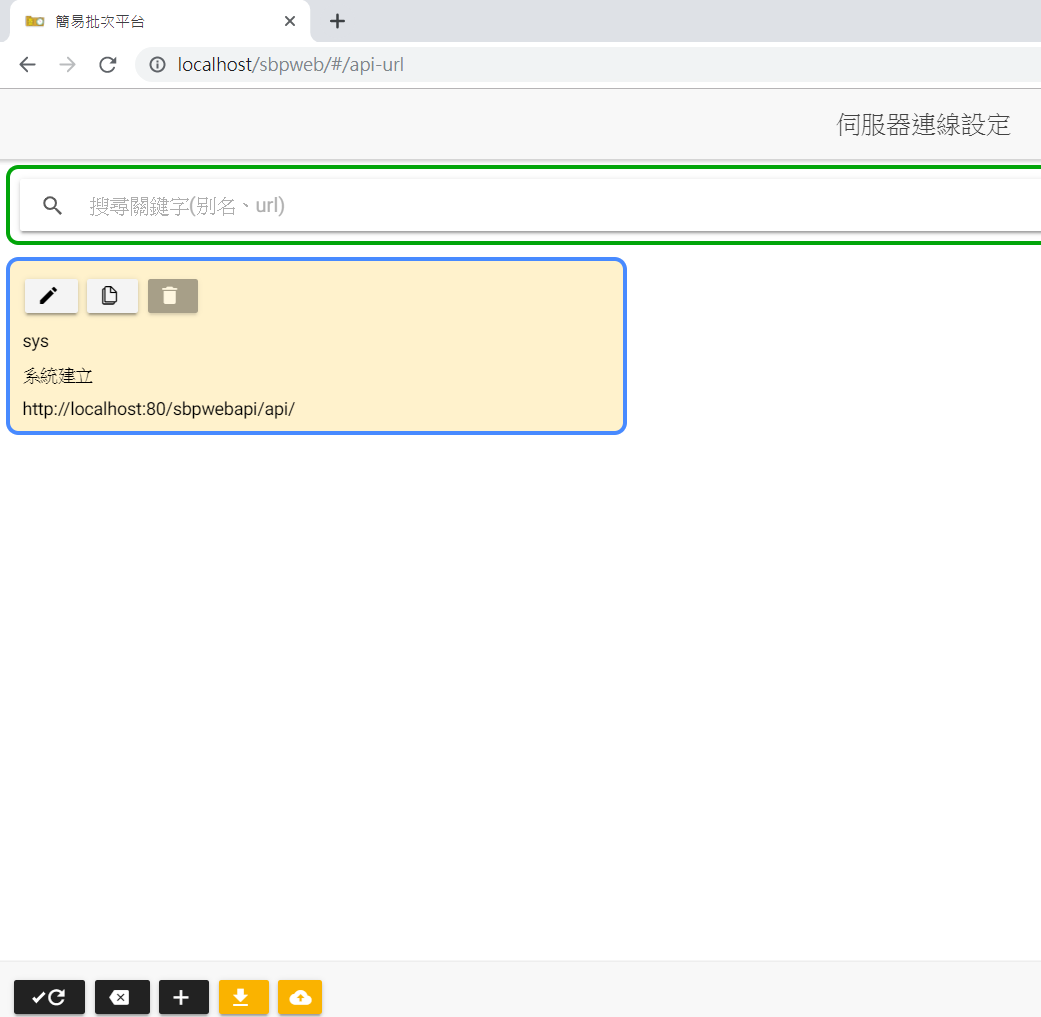 簡易批次平台
localhost/sbpweb/#/api-url
伺服器連線設定
搜尋關鍵字(別名、url)
sys
系統建立
http://localhost:80/sbpwebapi/api/